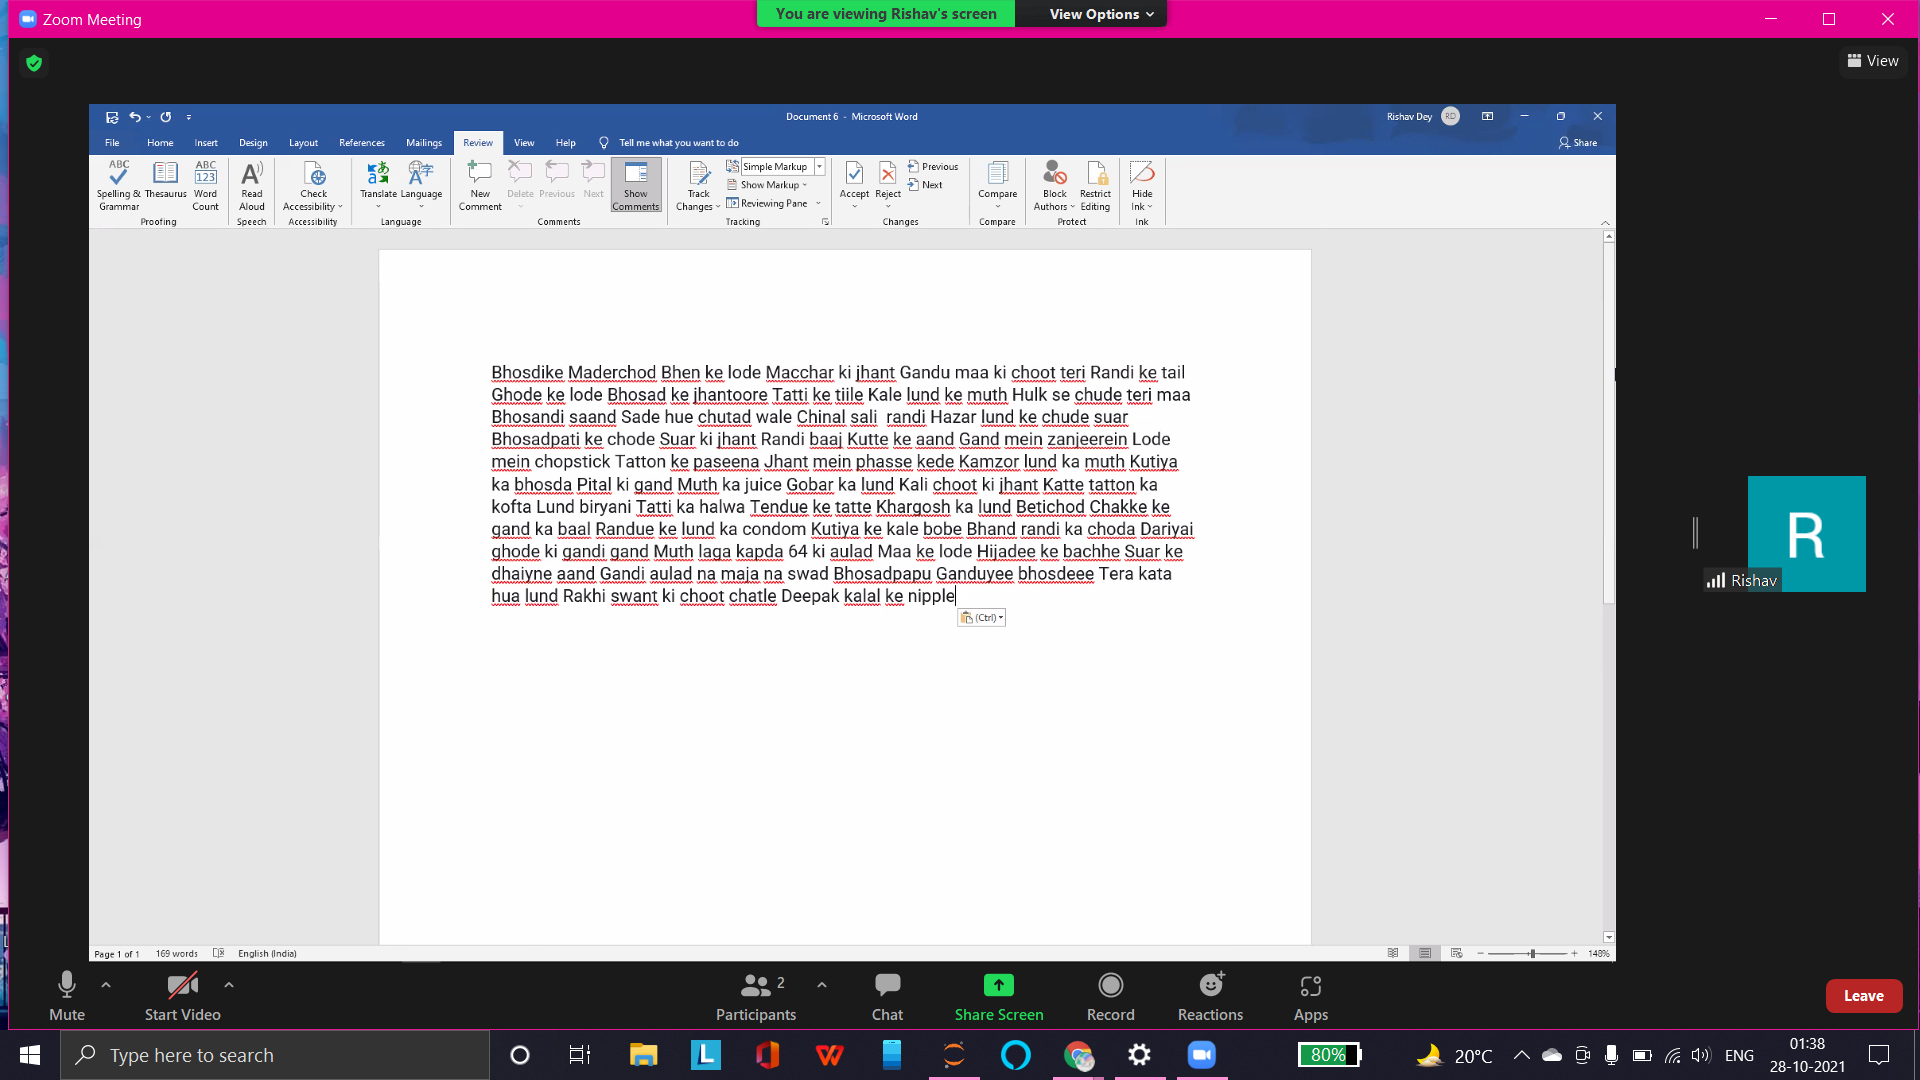 Zoom Meeting
You are viewing Rishav's screen View Options
View
Document 6 - Microsoft Word
Rishav Dey RD
File Home Insert Design Layout References Mailings Review View Help Tell me what you want to do
Share
ABC ABC 123 A
Spelling & Grammar Thesaurus Word Count Read Aloud Check Accessibility Translate Language New Comment Delete Previous Next Show Comments Track Changes Simple Markup Show Markup Reviewing Pane Accept Reject Previous Next Compare Block Authors Restrict Editing Hide Ink
Proofing Speech Accessibility Language Comments Tracking Changes Compare Protect Ink
Bhosdike Maderchod Bhen ke lode Macchar ki jhant Gandu maa ki choot teri Randi ke tail
Ghode ke lode Bhosad ke jhantoore Tatti ke tiile Kale lund ke muth Hulk se chude teri maa
Bhosandi saand Sade hue chutad wale Chinal sali  randi Hazar lund ke chude suar
Bhosadpati ke chode Suar ki jhant Randi baaj Kutte ke aand Gand mein zanjeerein Lode
mein chopstick Tatton ke paseena Jhant mein phasse kede Kamzor lund ka muth Kutiya
ka bhosda Pital ki gand Muth ka juice Gobar ka lund Kali choot ki jhant Katte tatton ka
kofta Lund biryani Tatti ka halwa Tendue ke tatte Khargosh ka lund Betichod Chakke ke
gand ka baal Randue ke lund ka condom Kutiya ke kale bobe Bhand randi ka choda Dariyai
ghode ki gandi gand Muth laga kapda 64 ki aulad Maa ke lode Hijadee ke bachhe Suar ke
dhaiyne aand Gandi aulad na maja na swad Bhosadpapu Ganduyee bhosdeee Tera kata
hua lund Rakhi swant ki choot chatle Deepak kalal ke nipple
(Ctrl)
R
Rishav
Page 1 of 1 169 words English (India) 148%
Mute Start Video Participants 2 Chat Share Screen Record Reactions Apps Leave
Type here to search
80% 20°C ENG 01:38
28-10-2021